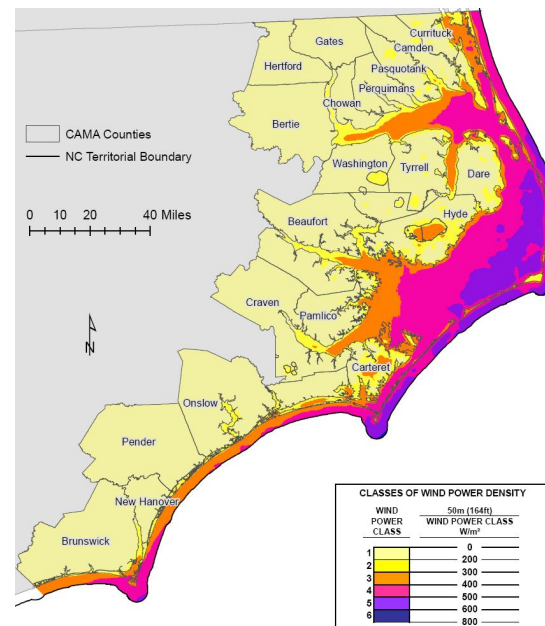 Currituck
Gates
Camden
Hertford
Pasquotank
Perquimans
Chowan
Bertie
CAMA Counties
NC Territorial Boundary
Washington
Tyrrell
Dare
0 10 20 40 Miles
Hyde
Beaufort
Craven
Pamlico
N
Carteret
Onslow
Pender
New Hanover
Brunswick
CLASSES OF WIND POWER DENSITY
WIND POWER CLASS
50m (164ft)
WIND POWER CLASS
W/m²
0
1
200
2
300
3
400
4
500
5
600
6
800